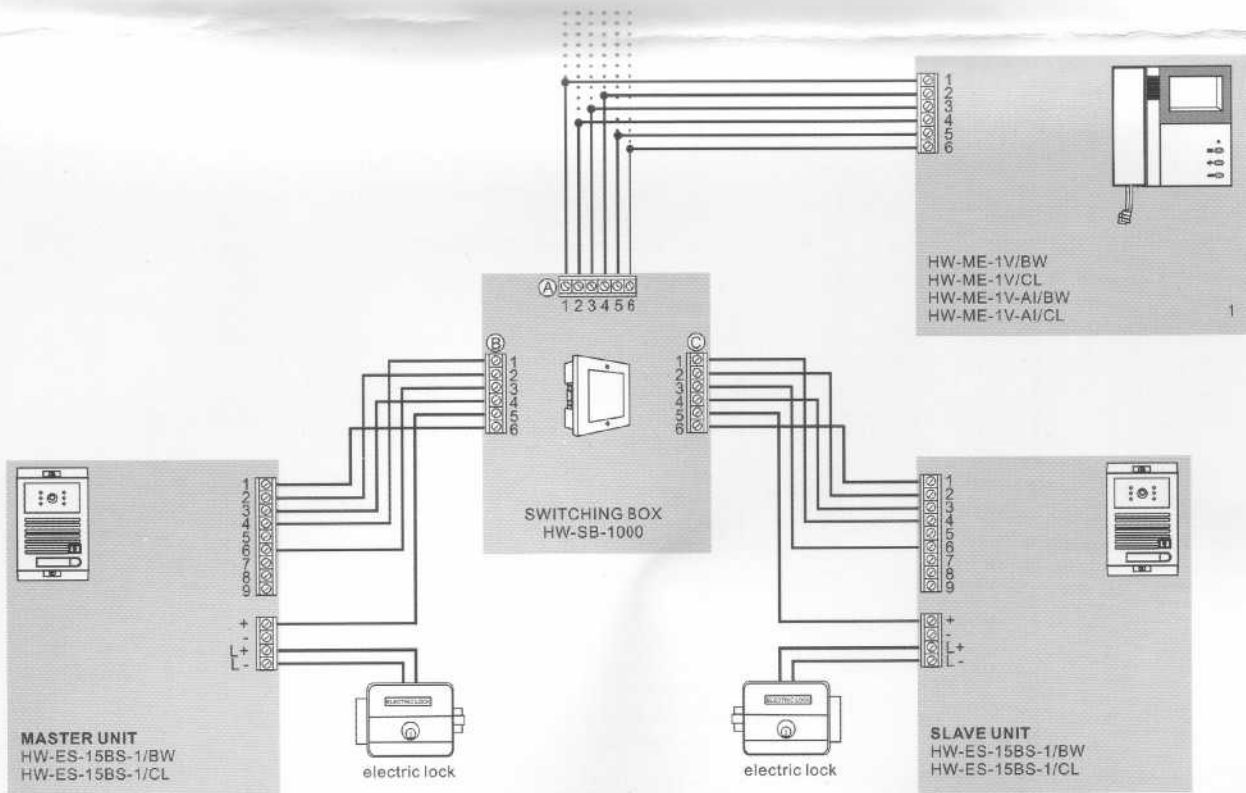 1
2
3
4
5
6
HW-ME-1V/BW
HW-ME-1V/CL
HW-ME-1V-AI/BW
HW-ME-1V-AI/CL
1
A
1 2 3 4 5 6
B
1
2
3
4
5
6
C
1
2
3
4
5
6
SWITCHING BOX
HW-SB-1000
1
2
3
4
5
6
7
8
9
+
-
L+
L-
MASTER UNIT
HW-ES-15BS-1/BW
HW-ES-15BS-1/CL
ELECTRIC LOCK
electric lock
ELECTRIC LOCK
electric lock
1
2
3
4
5
6
7
8
9
+
-
L+
L-
SLAVE UNIT
HW-ES-15BS-1/BW
HW-ES-15BS-1/CL